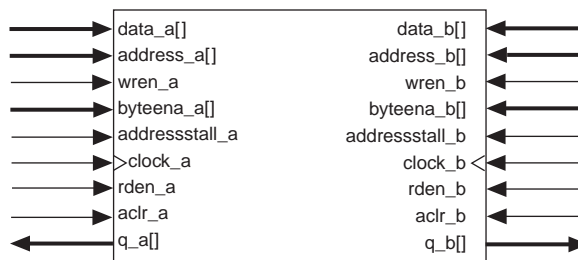 data_a[] data_b[]
address_a[] address_b[]
wren_a wren_b
byteena_a[] byteena_b[]
addressstall_a addressstall_b
clock_a clock_b
rden_a rden_b
aclr_a aclr_b
q_a[] q_b[]